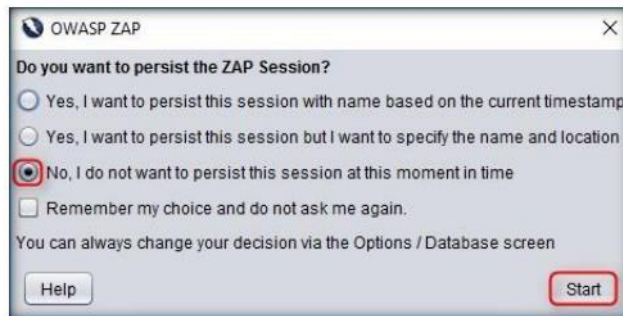 OWASP ZAP
Do you want to persist the ZAP Session?
Yes, I want to persist this session with name based on the current timestamp
Yes, I want to persist this session but I want to specify the name and location
No, I do not want to persist this session at this moment in time
Remember my choice and do not ask me again.
You can always change your decision via the Options / Database screen
Help
Start